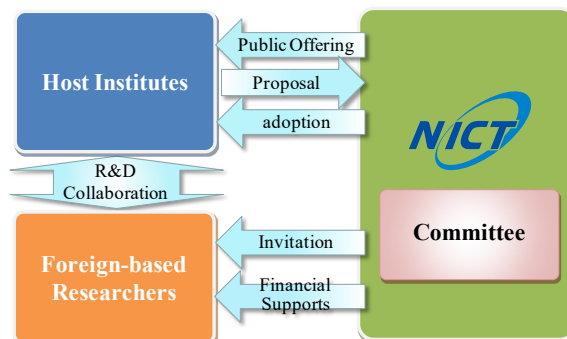 Public Offering
Host Institutes
Proposal
adoption
NICT
R&D
Collaboration
Committee
Invitation
Foreign-based
Researchers
Financial
Supports